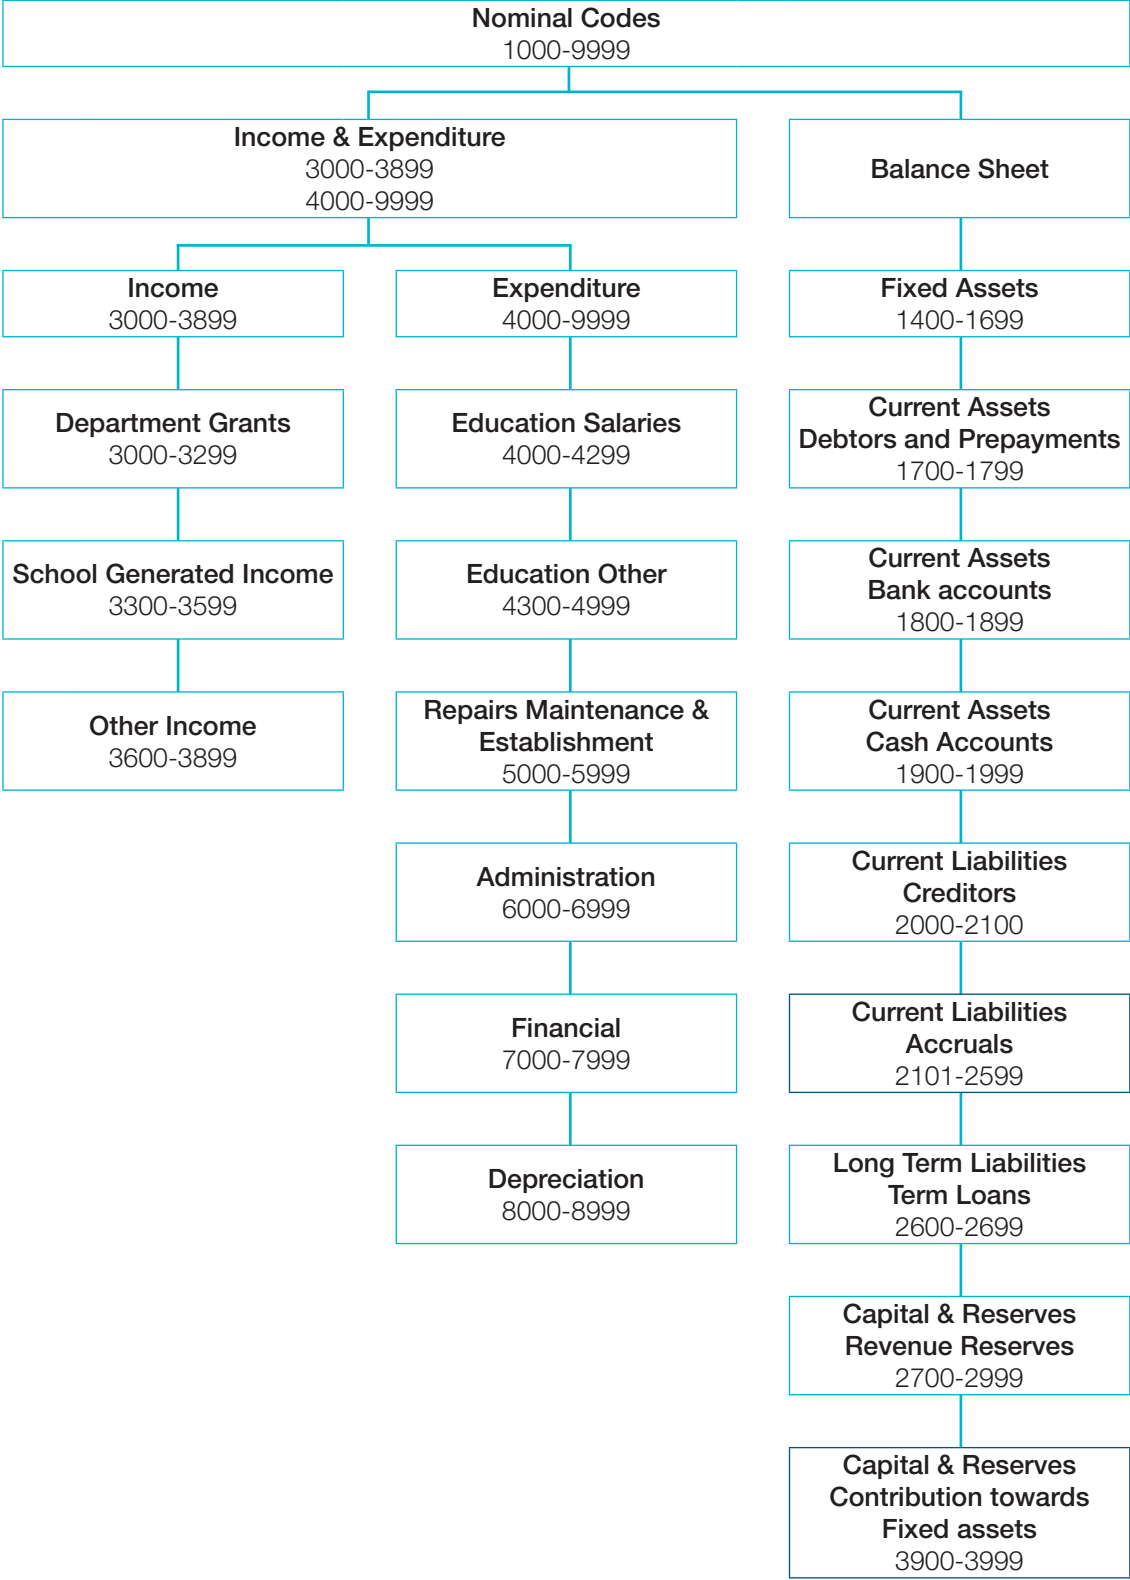 Nominal Codes
1000-9999
Income & Expenditure
3000-3899
4000-9999
Balance Sheet
Income
3000-3899
Expenditure
4000-9999
Fixed Assets
1400-1699
Department Grants
3000-3299
Education Salaries
4000-4299
Current Assets
Debtors and Prepayments
1700-1799
School Generated Income
3300-3599
Education Other
4300-4999
Current Assets
Bank accounts
1800-1899
Other Income
3600-3899
Repairs Maintenance &
Establishment
5000-5999
Current Assets
Cash Accounts
1900-1999
Administration
6000-6999
Current Liabilities
Creditors
2000-2100
Financial
7000-7999
Current Liabilities
Accruals
2101-2599
Depreciation
8000-8999
Long Term Liabilities
Term Loans
2600-2699
Capital & Reserves
Revenue Reserves
2700-2999
Capital & Reserves
Contribution towards
Fixed assets
3900-3999